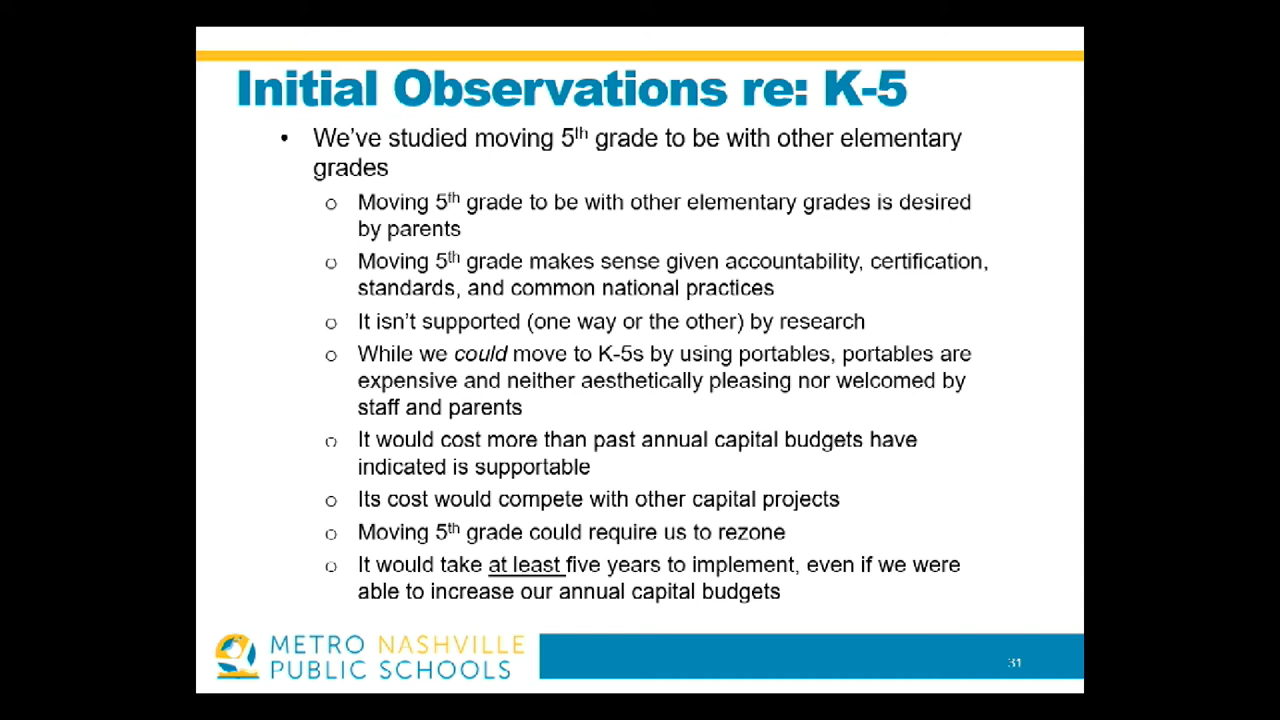 Initial Observations re: K-5
• We've studied moving 5th grade to be with other elementary
grades
o Moving 5th grade to be with other elementary grades is desired
by parents
o Moving 5th grade makes sense given accountability, certification,
standards, and common national practices
o It isn't supported (one way or the other) by research
o While we could move to K-5s by using portables, portables are
expensive and neither aesthetically pleasing nor welcomed by
staff and parents
o It would cost more than past annual capital budgets have
indicated is supportable
o Its cost would compete with other capital projects
o Moving 5th grade could require us to rezone
o It would take at least five years to implement, even if we were
able to increase our annual capital budgets
METRO NASHVILLE
PUBLIC SCHOOLS
31